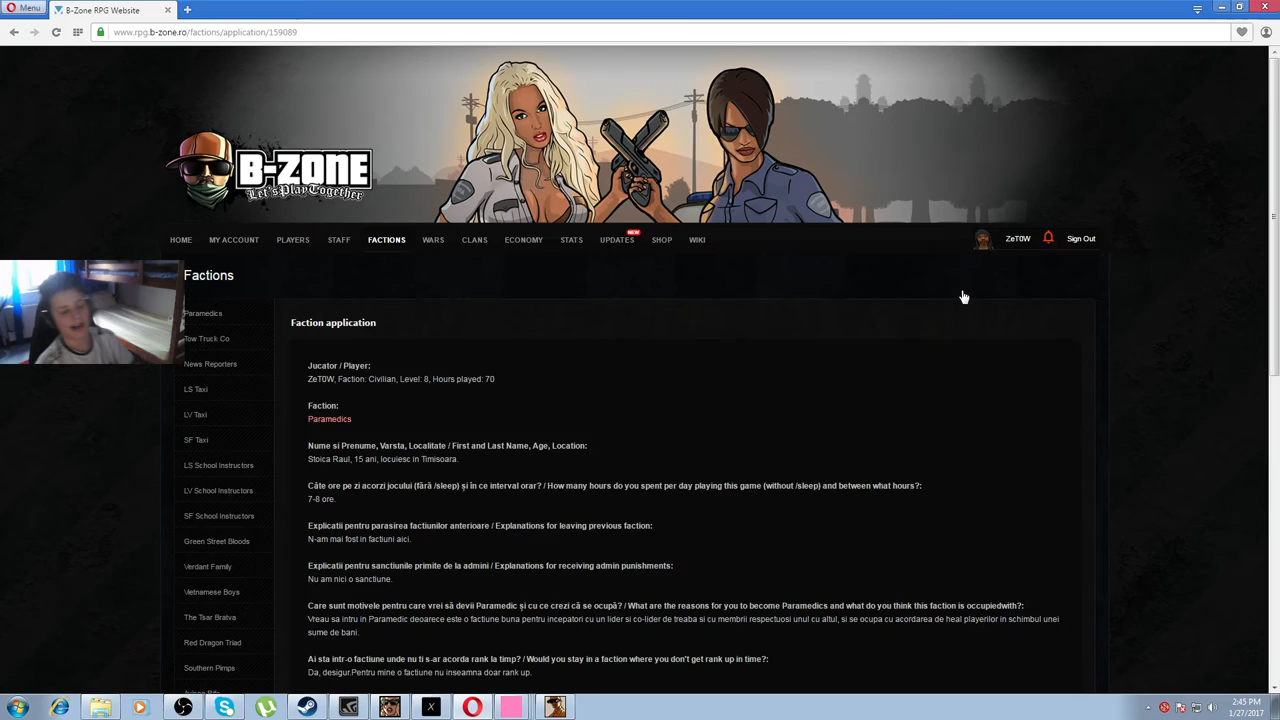 Menu
B-Zone RPG Website
www.rpg.b-zone.ro/factions/application/159089
B-ZONE
Let'sPlayTogether
HOME MY ACCOUNT PLAYERS STAFF FACTIONS WARS CLANS ECONOMY STATS UPDATES NEW SHOP WIKI ZeT0W Sign Out
Factions
Paramedics
Tow Truck Co
News Reporters
LS Taxi
LV Taxi
SF Taxi
LS School Instructors
LV School Instructors
SF School Instructors
Green Street Bloods
Verdant Family
Vietnamese Boys
The Tsar Bratva
Red Dragon Triad
Southern Pimps
Faction application
Jucator / Player:
ZeT0W, Faction: Civilian, Level: 8, Hours played: 70
Faction:
Paramedics
Nume si Prenume, Varsta, Localitate / First and Last Name, Age, Location:
Stoica Raul, 15 ani, locuiesc in Timisoara.
Câte ore pe zi acorzi jocului (fără /sleep) și în ce interval orar? / How many hours do you spent per day playing this game (without /sleep) and between what hours?:
7-8 ore.
Explicatii pentru parasirea factiunilor anterioare / Explanations for leaving previous faction:
N-am mai fost in factiuni aici.
Explicatii pentru sanctiunile primite de la admini / Explanations for receiving admin punishments:
Nu am nici o sanctiune.
Care sunt motivele pentru care vrei să devii Paramedic și cu ce crezi că se ocupă? / What are the reasons for you to become Paramedics and what do you think this faction is occupiedwith?:
Vreau sa intru in Paramedic deoarece este o factiune buna pentru incepatori cu un lider si co-lider de treaba si cu membrii respectuosi unul cu altul, si se ocupa cu acordarea de heal playerilor in schimbul unei
sume de bani.
Ai sta intr-o factiune unde nu ti s-ar acorda rank la timp? / Would you stay in a faction where you don't get rank up in time?:
Da, desigur.Pentru mine o factiune nu inseamna doar rank up.
2:45 PM
1/27/2017